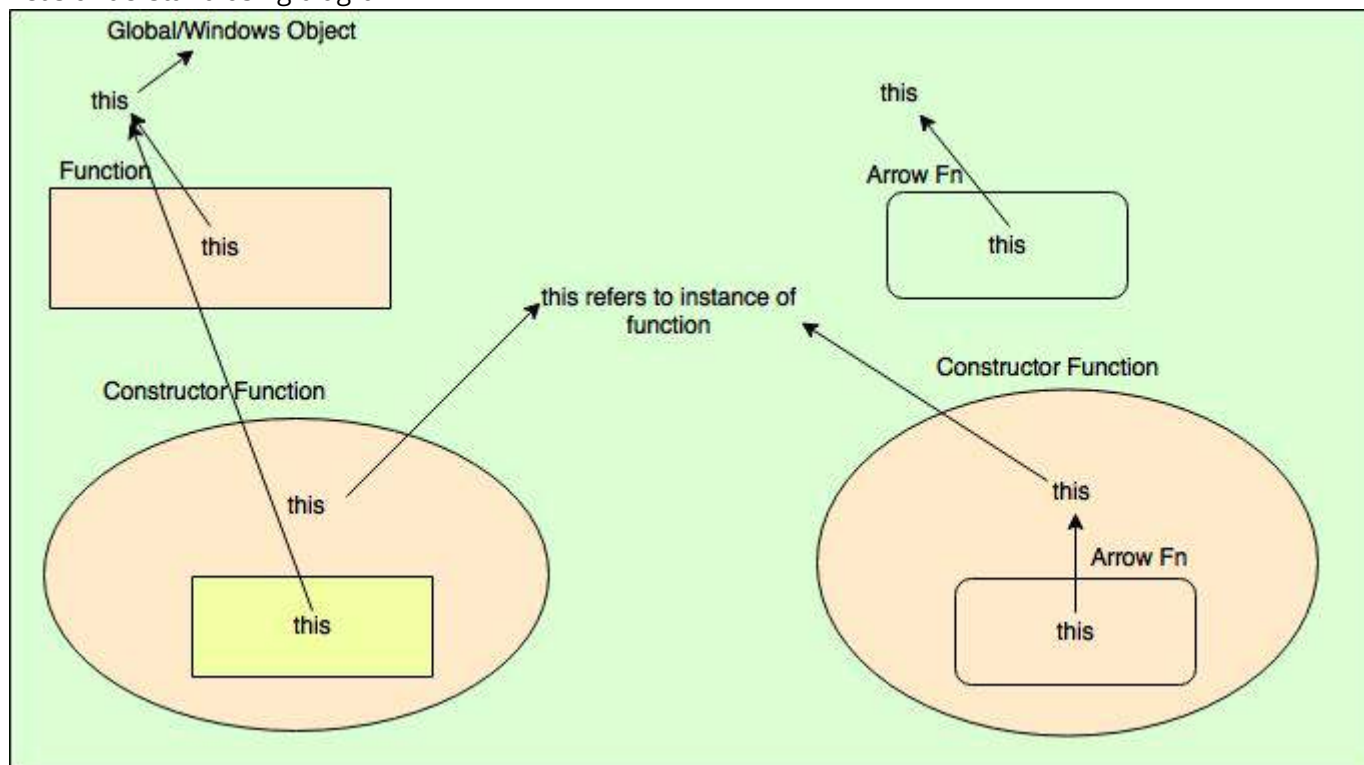 Global/Windows Object
this
this
Function
Arrow Fn
this
this
this refers to instance of
function
Constructor Function
Constructor Function
this
this
Arrow Fn
this
this